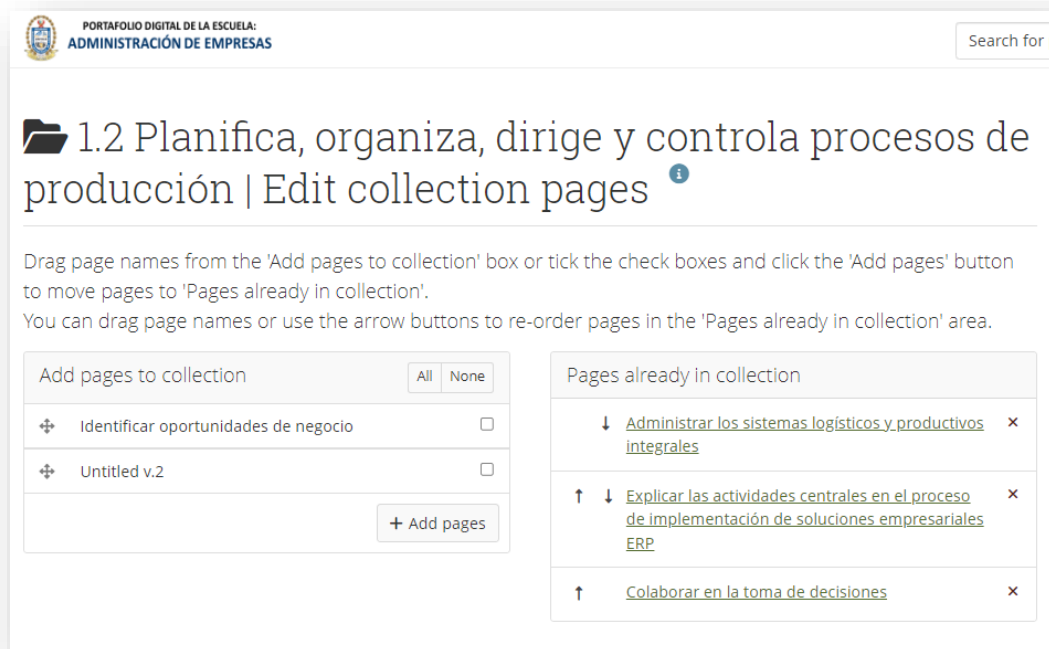 PORTAFOLIO DIGITAL DE LA ESCUELA:
ADMINISTRACIÓN DE EMPRESAS
Search for
1.2 Planifica, organiza, dirige y controla procesos de
producción | Edit collection pages
Drag page names from the 'Add pages to collection' box or tick the check boxes and click the 'Add pages' button
to move pages to 'Pages already in collection'.
You can drag page names or use the arrow buttons to re-order pages in the 'Pages already in collection' area.
Add pages to collection
All None
Identificar oportunidades de negocio
Untitled v.2
+ Add pages
Pages already in collection
↓ Administrar los sistemas logísticos y productivos ×
integrales
↑ ↓ Explicar las actividades centrales en el proceso ×
de implementación de soluciones empresariales
ERP
↑ Colaborar en la toma de decisiones ×